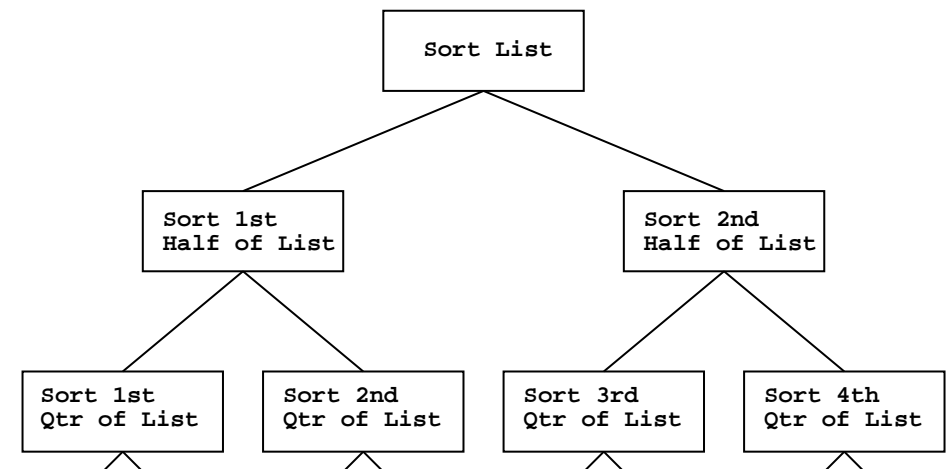 Sort List
Sort 1st
Half of List
Sort 2nd
Half of List
Sort 1st
Qtr of List
Sort 2nd
Qtr of List
Sort 3rd
Qtr of List
Sort 4th
Qtr of List